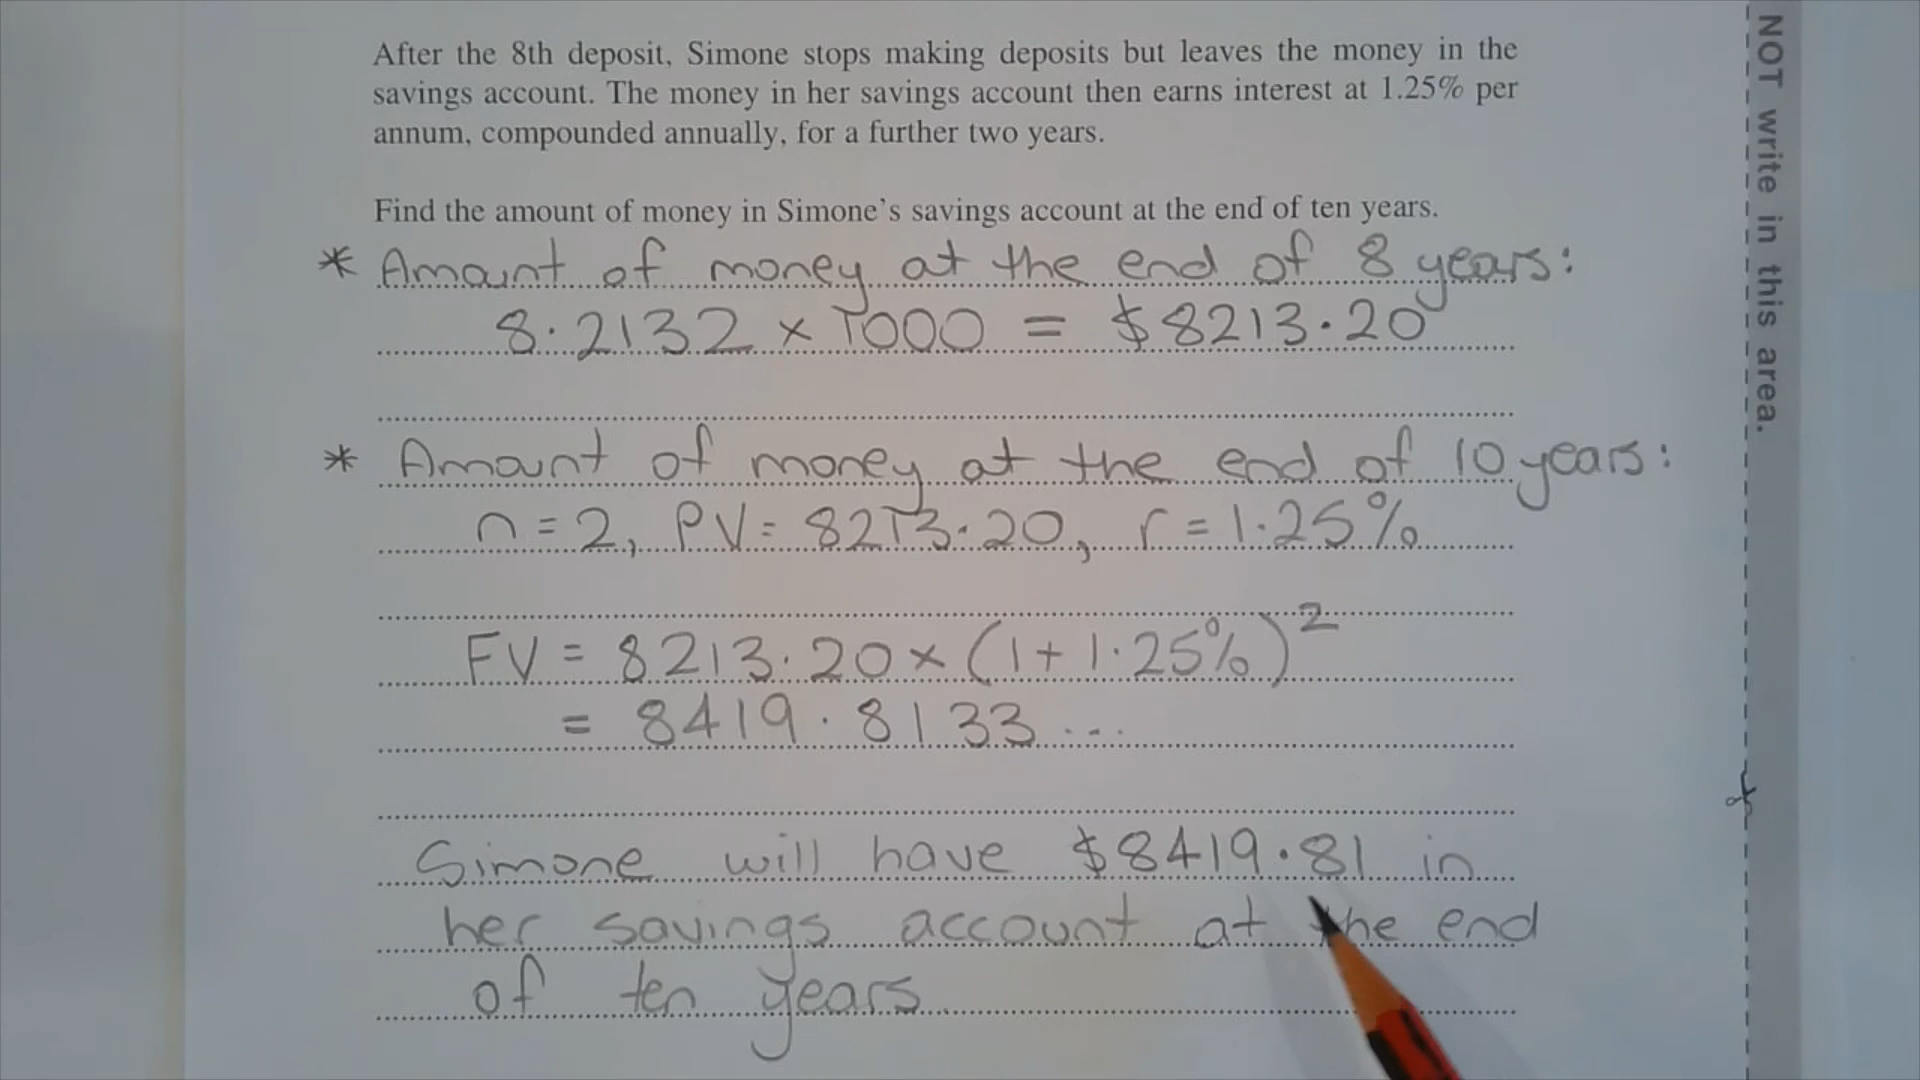 After the 8th deposit, Simone stops making deposits but leaves the money in the
savings account. The money in her savings account then earns interest at 1.25% per
annum, compounded annually, for a further two years.
Find the amount of money in Simone's savings account at the end of ten years.
* Amount of money at the end of 8 years:
8.2132 × 1000 = $8213.20
* Amount of money at the end of 10 years:
n = 2, PV = 8213.20, r = 1.25%
FV = 8213.20 × (1 + 1.25%)²
= 8419.8133...
Simone will have $8419.81 in
her savings account at the end
of ten years
NOT write in this area.